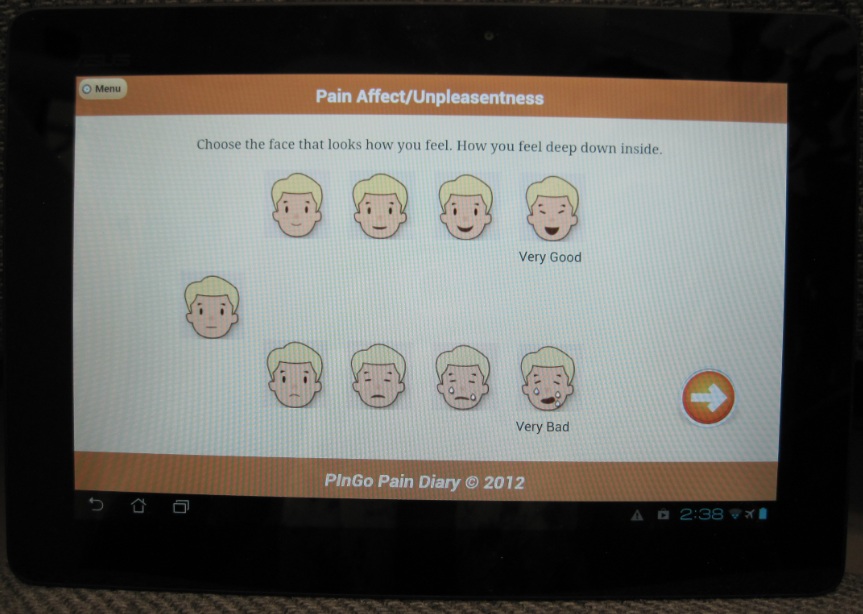 Menu
Pain Affect/Unpleasentness
Choose the face that looks how you feel. How you feel deep down inside.
Very Good
Very Bad
PInGo Pain Diary © 2012
2:38